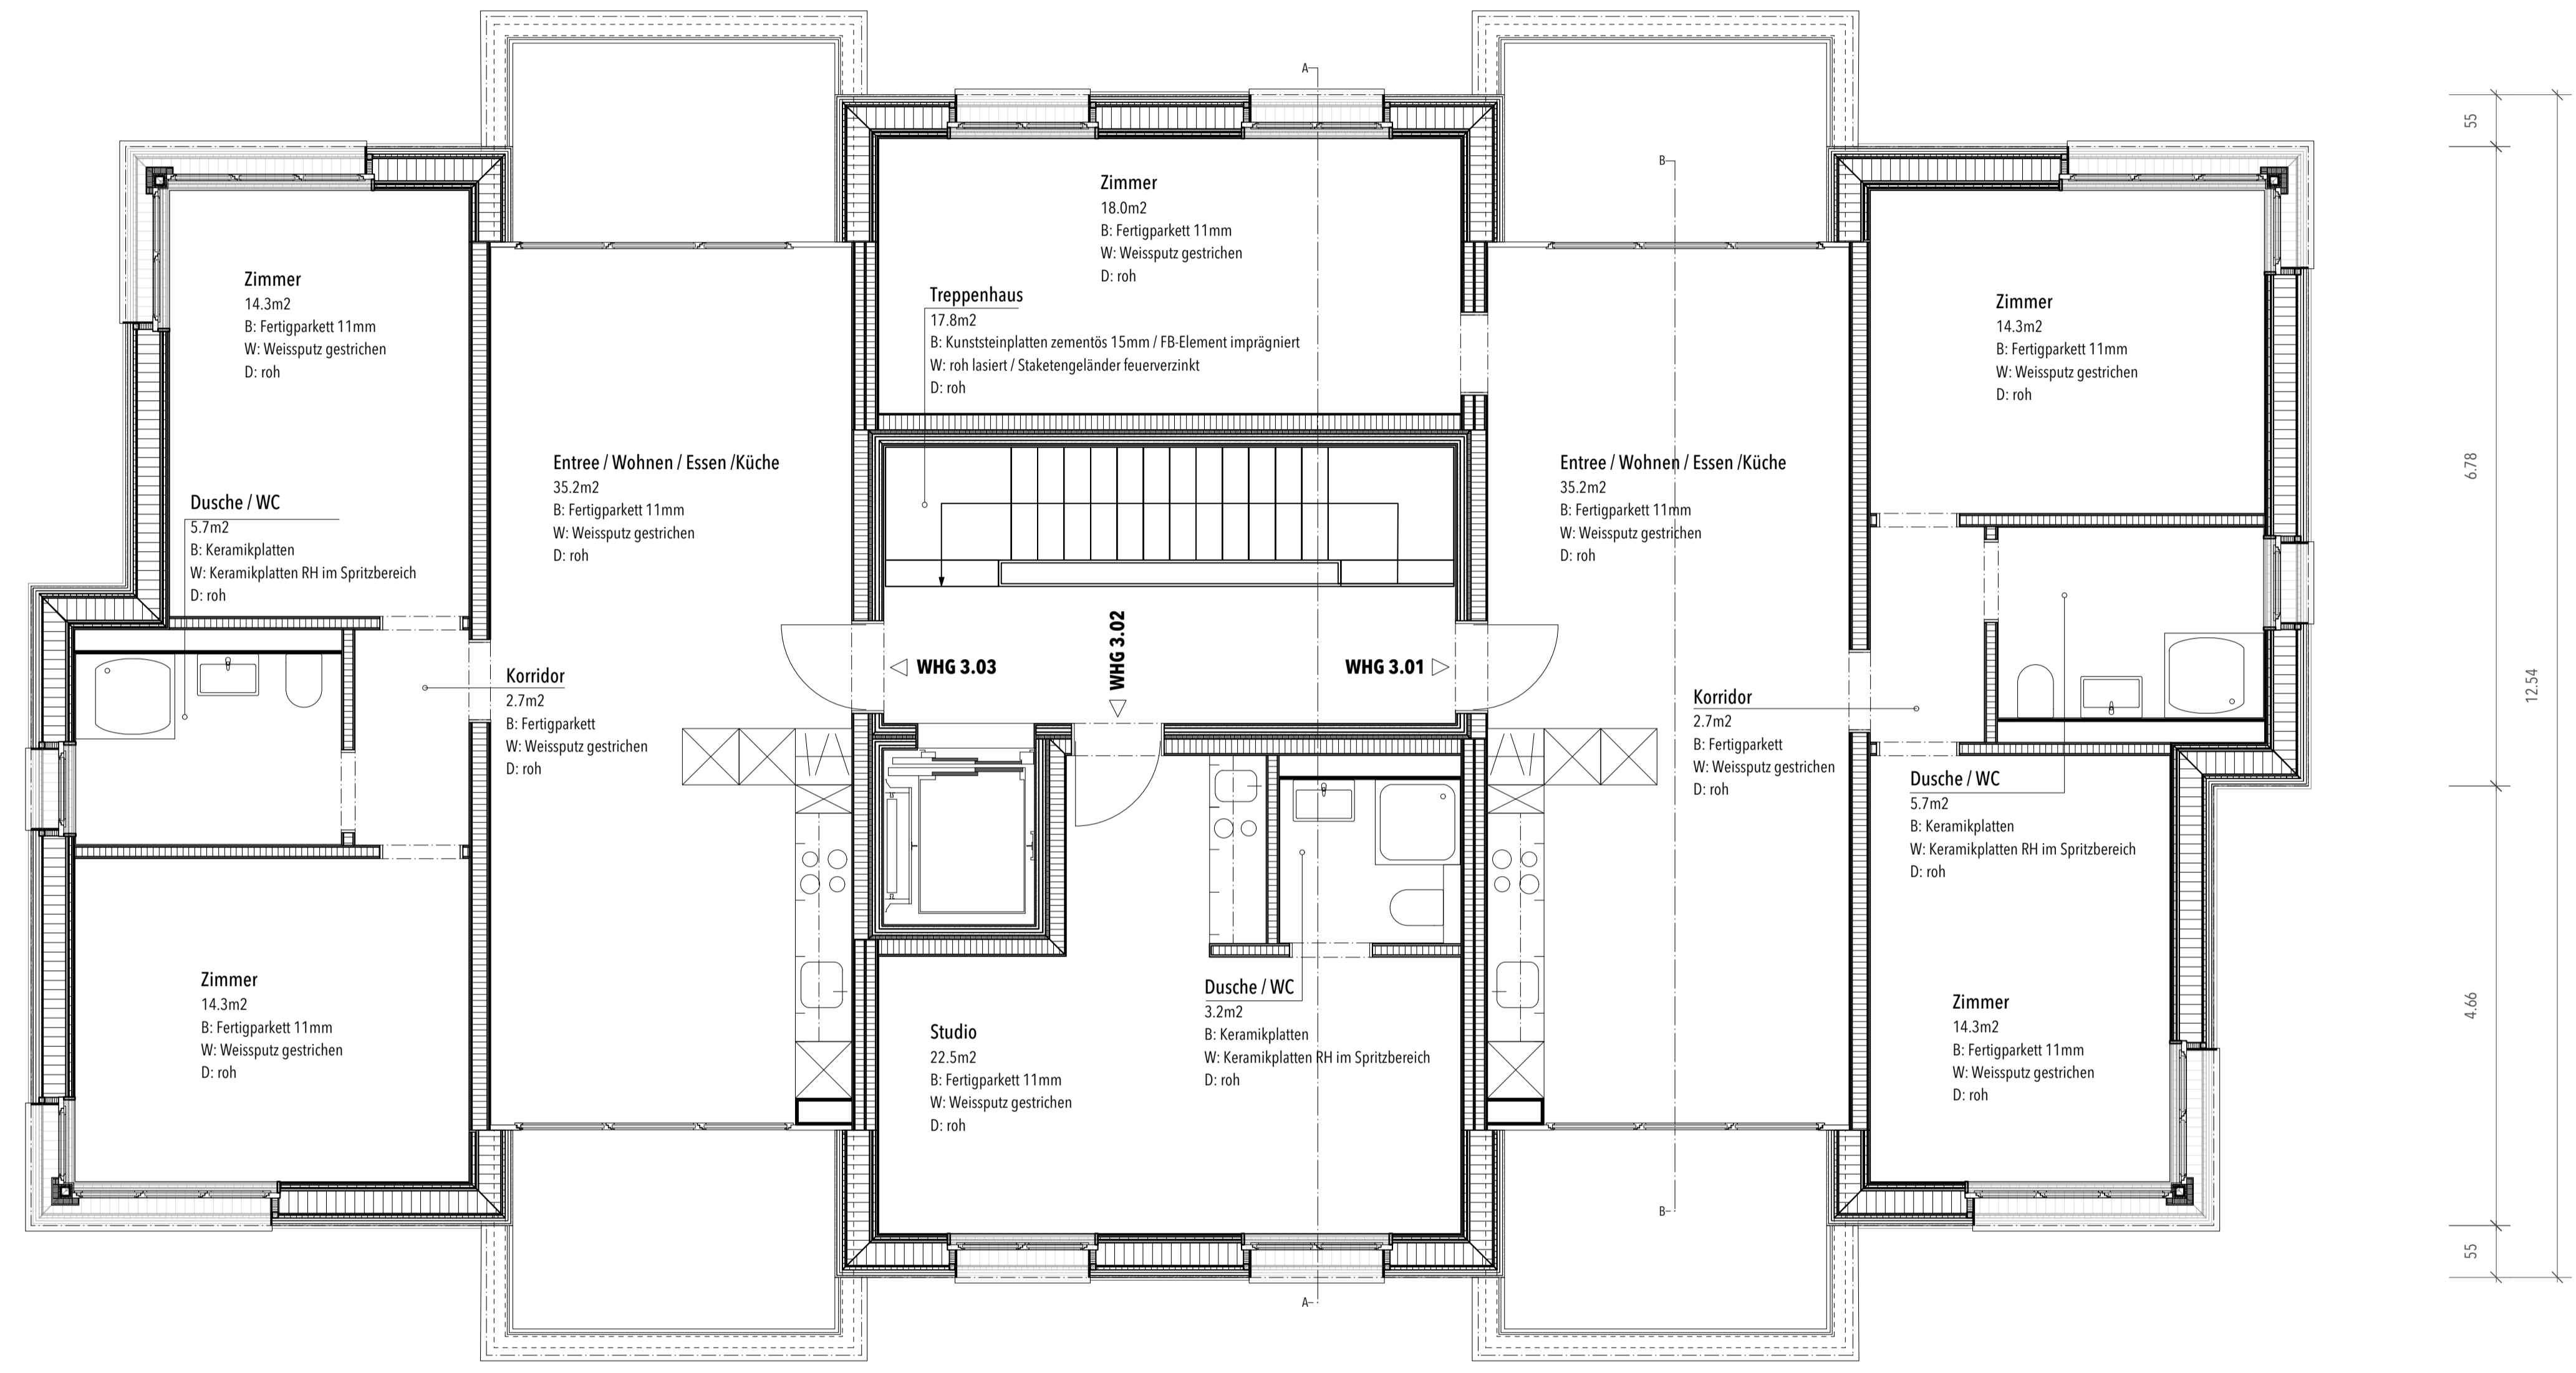 A
B
Zimmer
14.3m2
B: Fertigparkett 11mm
W: Weissputz gestrichen
D: roh
Dusche / WC
5.7m2
B: Keramikplatten
W: Keramikplatten RH im Spritzbereich
D: roh
Entree / Wohnen / Essen /Küche
35.2m2
B: Fertigparkett 11mm
W: Weissputz gestrichen
D: roh
Korridor
2.7m2
B: Fertigparkett
W: Weissputz gestrichen
D: roh
Zimmer
14.3m2
B: Fertigparkett 11mm
W: Weissputz gestrichen
D: roh
Zimmer
18.0m2
B: Fertigparkett 11mm
W: Weissputz gestrichen
D: roh
Treppenhaus
17.8m2
B: Kunststeinplatten zementös 15mm / FB-Element imprägniert
W: roh lasiert / Staketengeländer feuerverzinkt
D: roh
WHG 3.03
WHG 3.02
WHG 3.01
Studio
22.5m2
B: Fertigparkett 11mm
W: Weissputz gestrichen
D: roh
Dusche / WC
3.2m2
B: Keramikplatten
W: Keramikplatten RH im Spritzbereich
D: roh
Entree / Wohnen / Essen /Küche
35.2m2
B: Fertigparkett 11mm
W: Weissputz gestrichen
D: roh
Korridor
2.7m2
B: Fertigparkett
W: Weissputz gestrichen
D: roh
Zimmer
14.3m2
B: Fertigparkett 11mm
W: Weissputz gestrichen
D: roh
Dusche / WC
5.7m2
B: Keramikplatten
W: Keramikplatten RH im Spritzbereich
D: roh
Zimmer
14.3m2
B: Fertigparkett 11mm
W: Weissputz gestrichen
D: roh
B
A
55
6.78
12.54
4.66
55